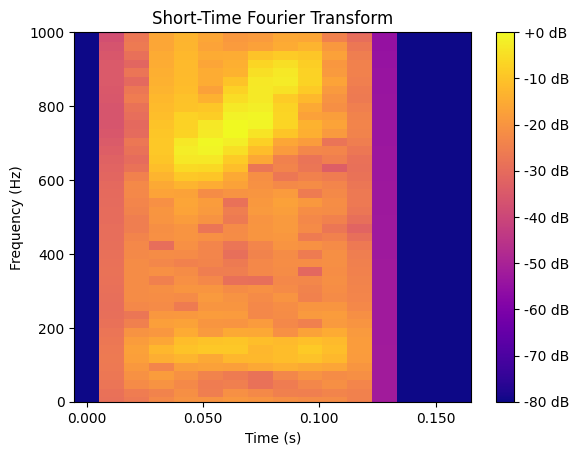 Short-Time Fourier Transform
1000
800
600
400
200
0
Frequency (Hz)
0.000
0.050
0.100
0.150
Time (s)
+0 dB
-10 dB
-20 dB
-30 dB
-40 dB
-50 dB
-60 dB
-70 dB
-80 dB